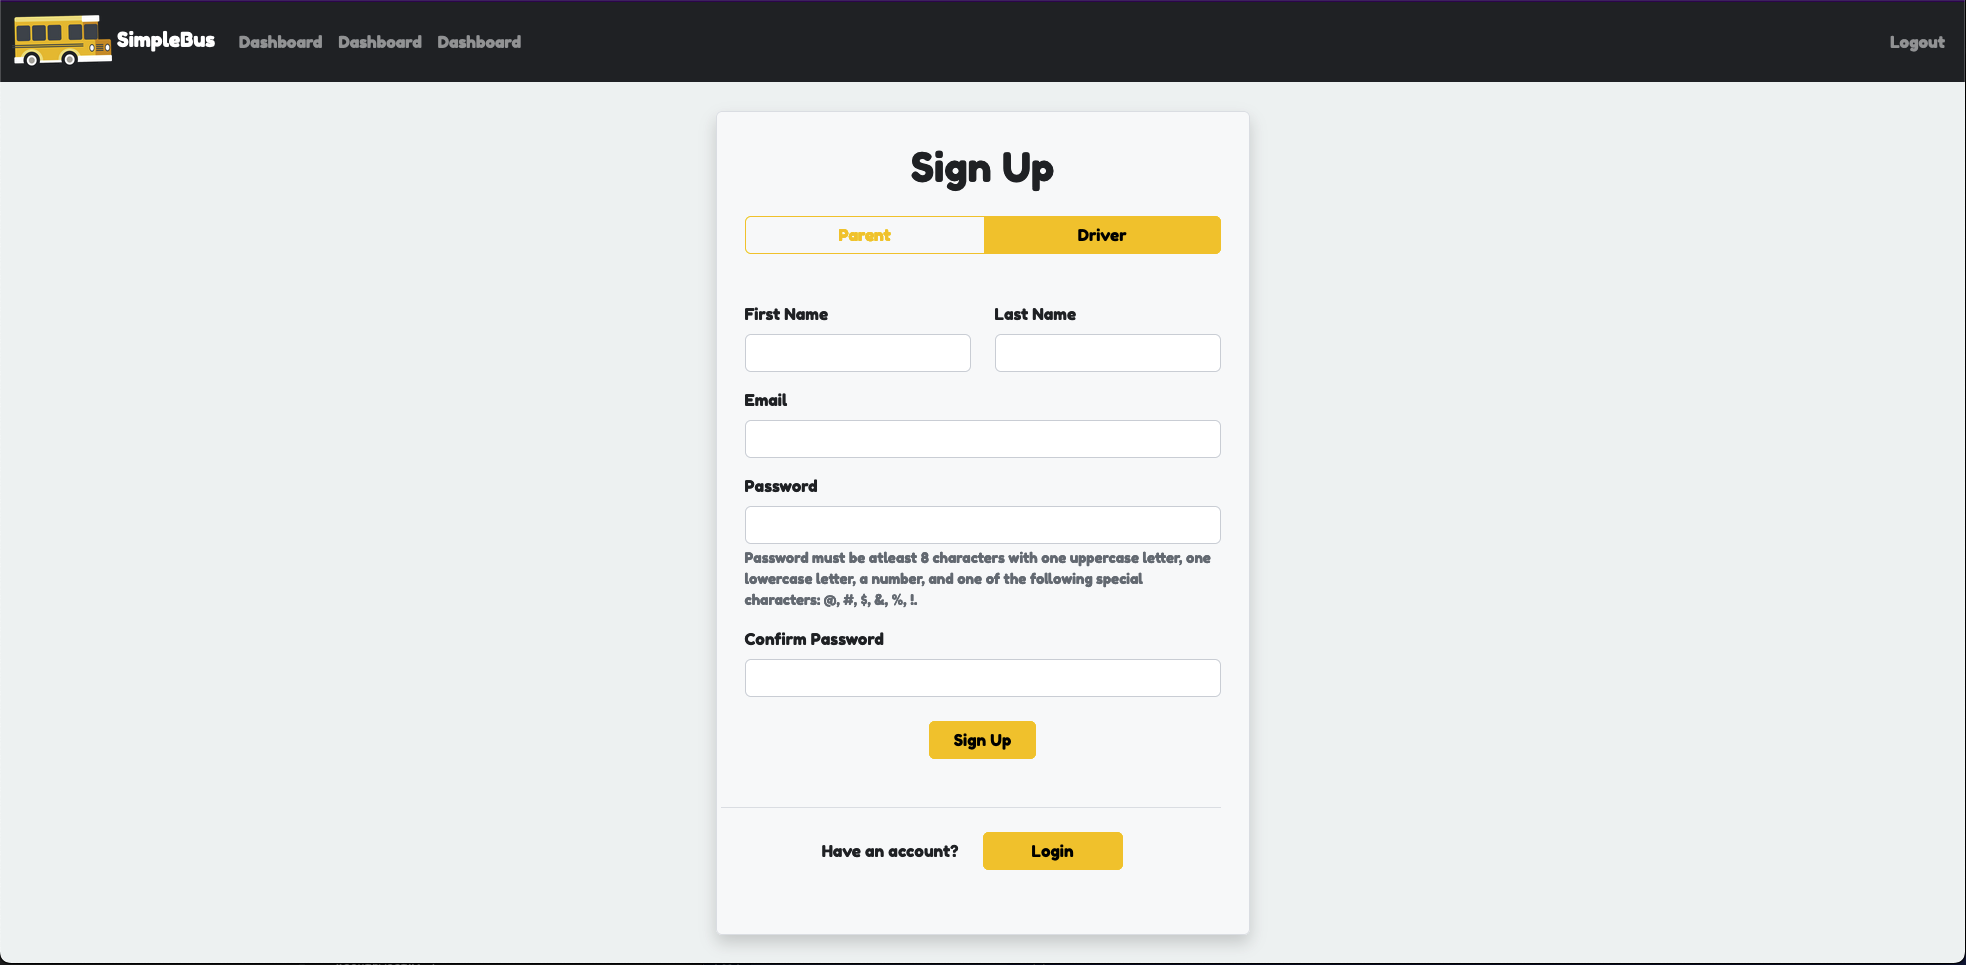 SimpleBus Dashboard Dashboard Dashboard Logout
Sign Up
Parent Driver
First Name Last Name
Email
Password
Password must be atleast 8 characters with one uppercase letter, one
lowercase letter, a number, and one of the following special
characters: @, #, $, &, %, !.
Confirm Password
Sign Up
Have an account? Login